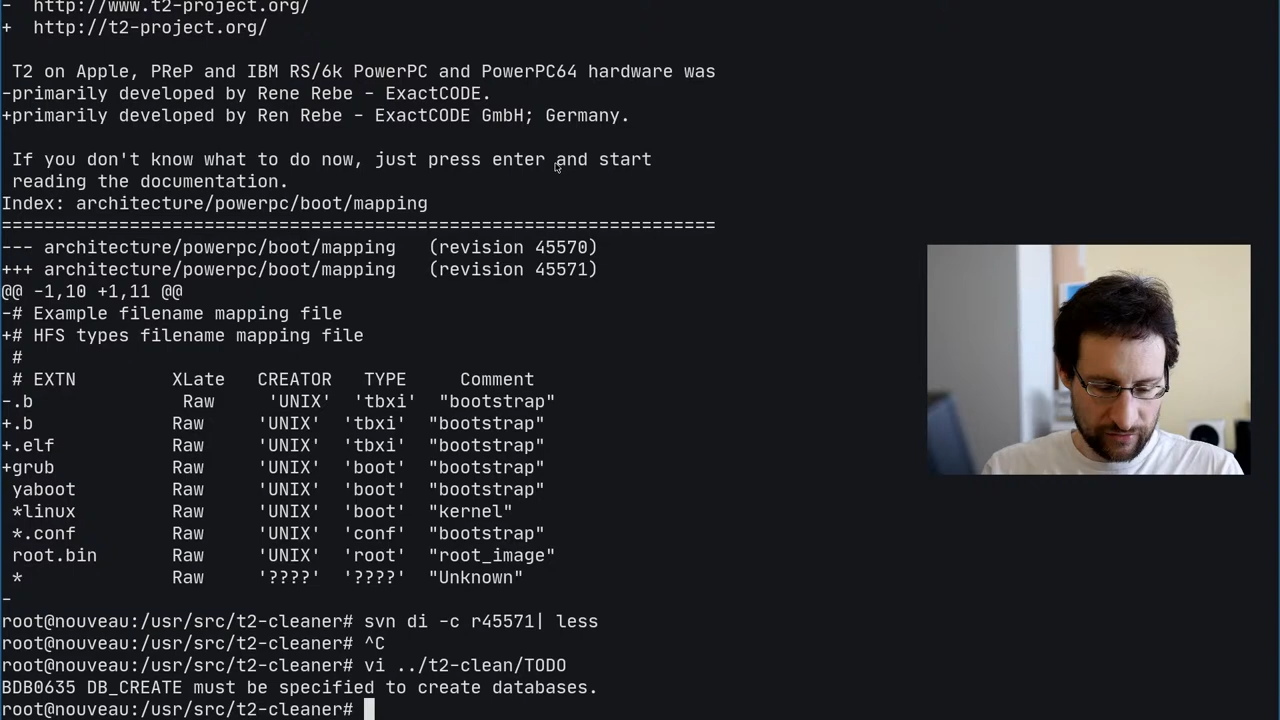 -  http://www.t2-project.org/
+  http://t2-project.org/
 T2 on Apple, PReP and IBM RS/6k PowerPC and PowerPC64 hardware was
-primarily developed by Rene Rebe - ExactCODE.
+primarily developed by Ren Rebe - ExactCODE GmbH; Germany.
 If you don't know what to do now, just press enter and start
 reading the documentation.
Index: architecture/powerpc/boot/mapping
===================================================================
--- architecture/powerpc/boot/mapping   (revision 45570)
+++ architecture/powerpc/boot/mapping   (revision 45571)
@@ -1,10 +1,11 @@
-# Example filename mapping file
+# HFS types filename mapping file
 #
 # EXTN         XLate   CREATOR   TYPE     Comment
-.b              Raw     'UNIX'  'tbxi'  "bootstrap"
+.b             Raw     'UNIX'  'tbxi'  "bootstrap"
+.elf           Raw     'UNIX'  'tbxi'  "bootstrap"
+grub           Raw     'UNIX'  'boot'  "bootstrap"
 yaboot         Raw     'UNIX'  'boot'  "bootstrap"
 *linux         Raw     'UNIX'  'boot'  "kernel"
 *.conf         Raw     'UNIX'  'conf'  "bootstrap"
 root.bin       Raw     'UNIX'  'root'  "root_image"
 *              Raw     '????'  '????'  "Unknown"
-
root@nouveau:/usr/src/t2-cleaner# svn di -c r45571| less
root@nouveau:/usr/src/t2-cleaner# ^C
root@nouveau:/usr/src/t2-cleaner# vi ../t2-clean/TODO
BDB0635 DB_CREATE must be specified to create databases.
root@nouveau:/usr/src/t2-cleaner#